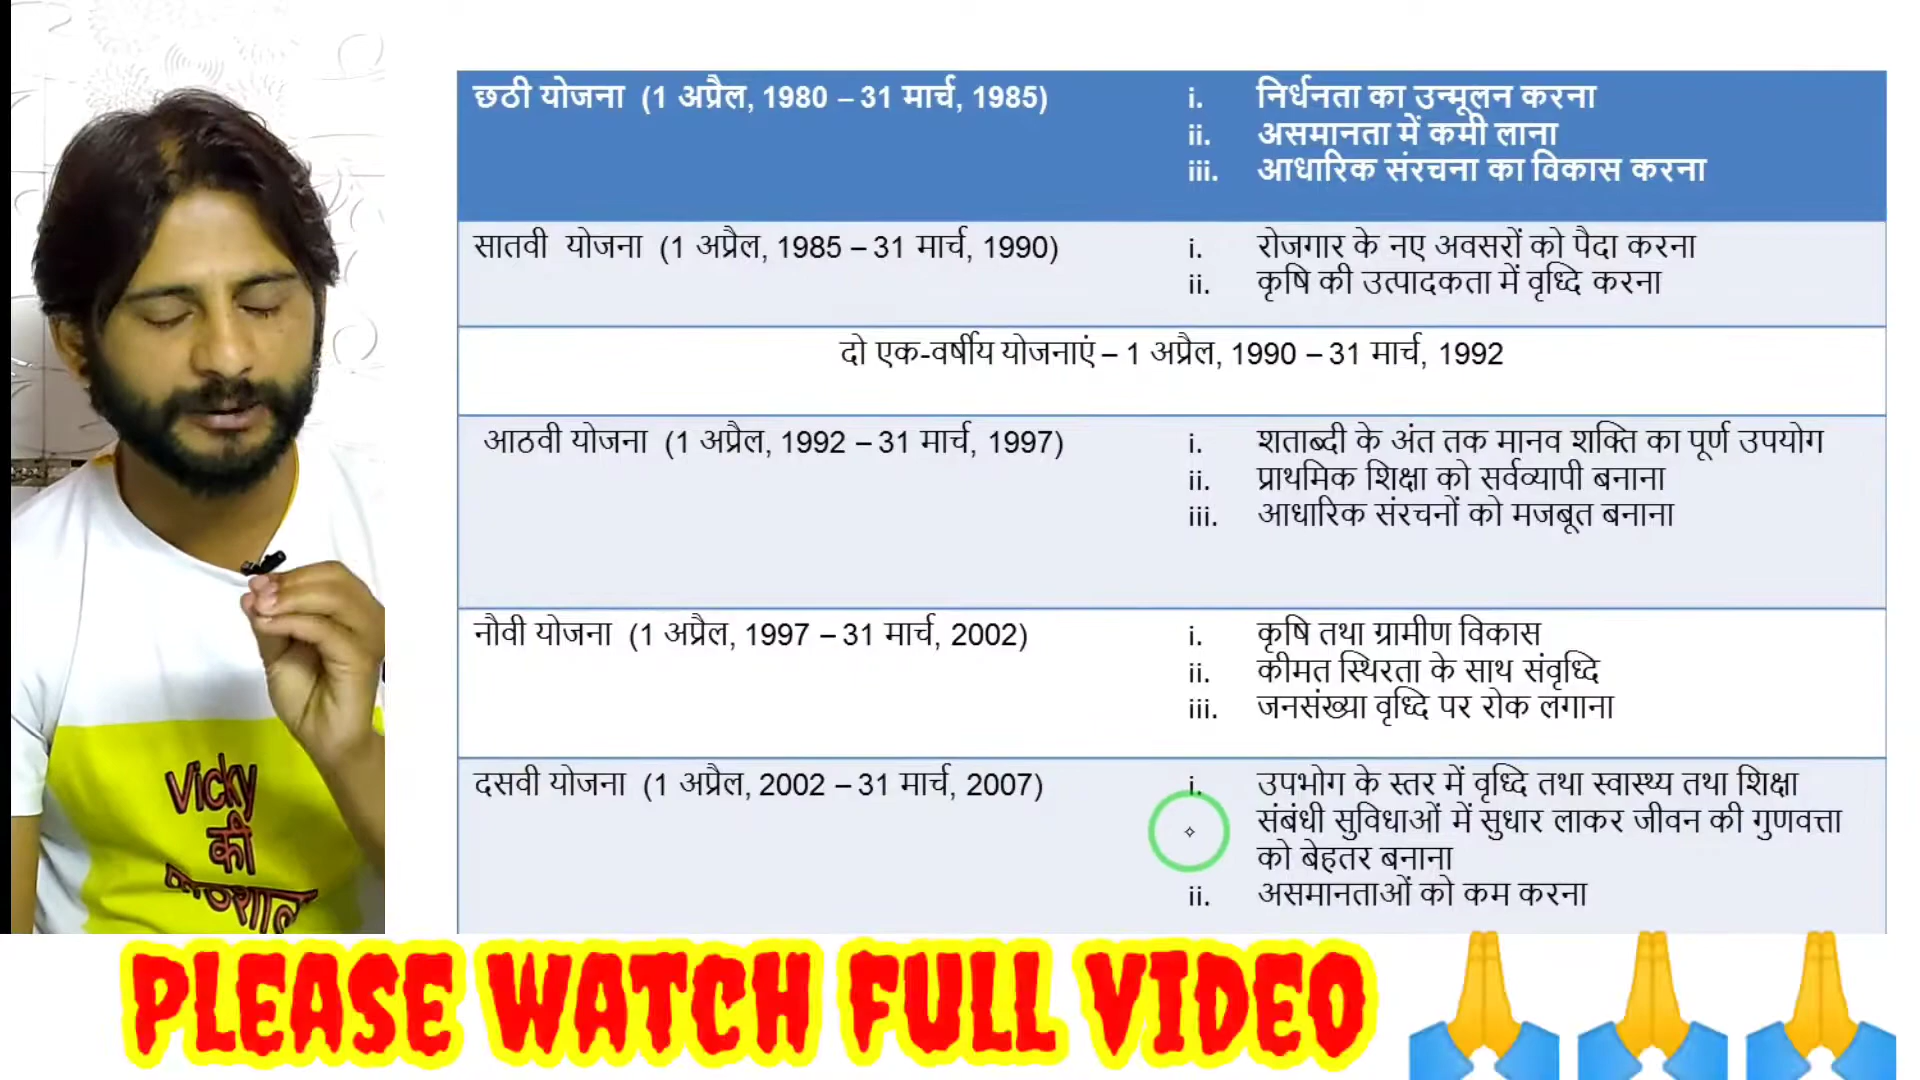 छठी योजना (1 अप्रैल, 1980 – 31 मार्च, 1985)
i. निर्धनता का उन्मूलन करना
ii. असमानता में कमी लाना
iii. आधारिक संरचना का विकास करना
सातवी योजना (1 अप्रैल, 1985 – 31 मार्च, 1990)
i. रोजगार के नए अवसरों को पैदा करना
ii. कृषि की उत्पादकता में वृध्दि करना
दो एक-वर्षीय योजनाएं – 1 अप्रैल, 1990 – 31 मार्च, 1992
आठवी योजना (1 अप्रैल, 1992 – 31 मार्च, 1997)
i. शताब्दी के अंत तक मानव शक्ति का पूर्ण उपयोग
ii. प्राथमिक शिक्षा को सर्वव्यापी बनाना
iii. आधारिक संरचनों को मजबूत बनाना
नौवी योजना (1 अप्रैल, 1997 – 31 मार्च, 2002)
i. कृषि तथा ग्रामीण विकास
ii. कीमत स्थिरता के साथ संवृध्दि
iii. जनसंख्या वृध्दि पर रोक लगाना
दसवी योजना (1 अप्रैल, 2002 – 31 मार्च, 2007)
i. उपभोग के स्तर में वृध्दि तथा स्वास्थ्य तथा शिक्षा
संबंधी सुविधाओं में सुधार लाकर जीवन की गुणवत्ता
को बेहतर बनाना
ii. असमानताओं को कम करना
Vicky
की
PLEASE WATCH FULL VIDEO